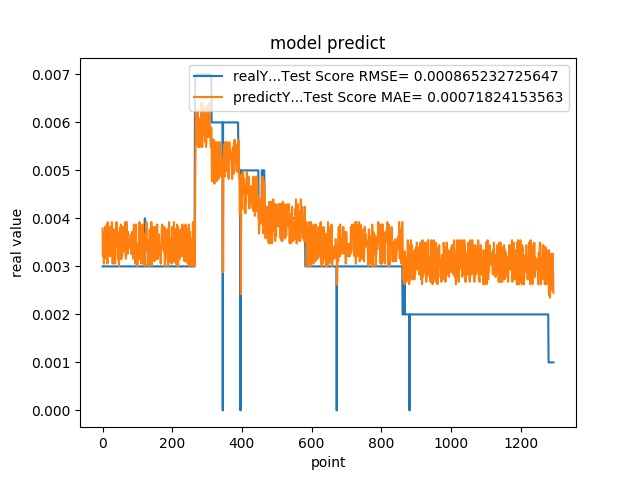 model predict
realY...Test Score RMSE= 0.000865232725647
predictY...Test Score MAE= 0.00071824153563
real value
0.007
0.006
0.005
0.004
0.003
0.002
0.001
0.000
0 200 400 600 800 1000 1200
point